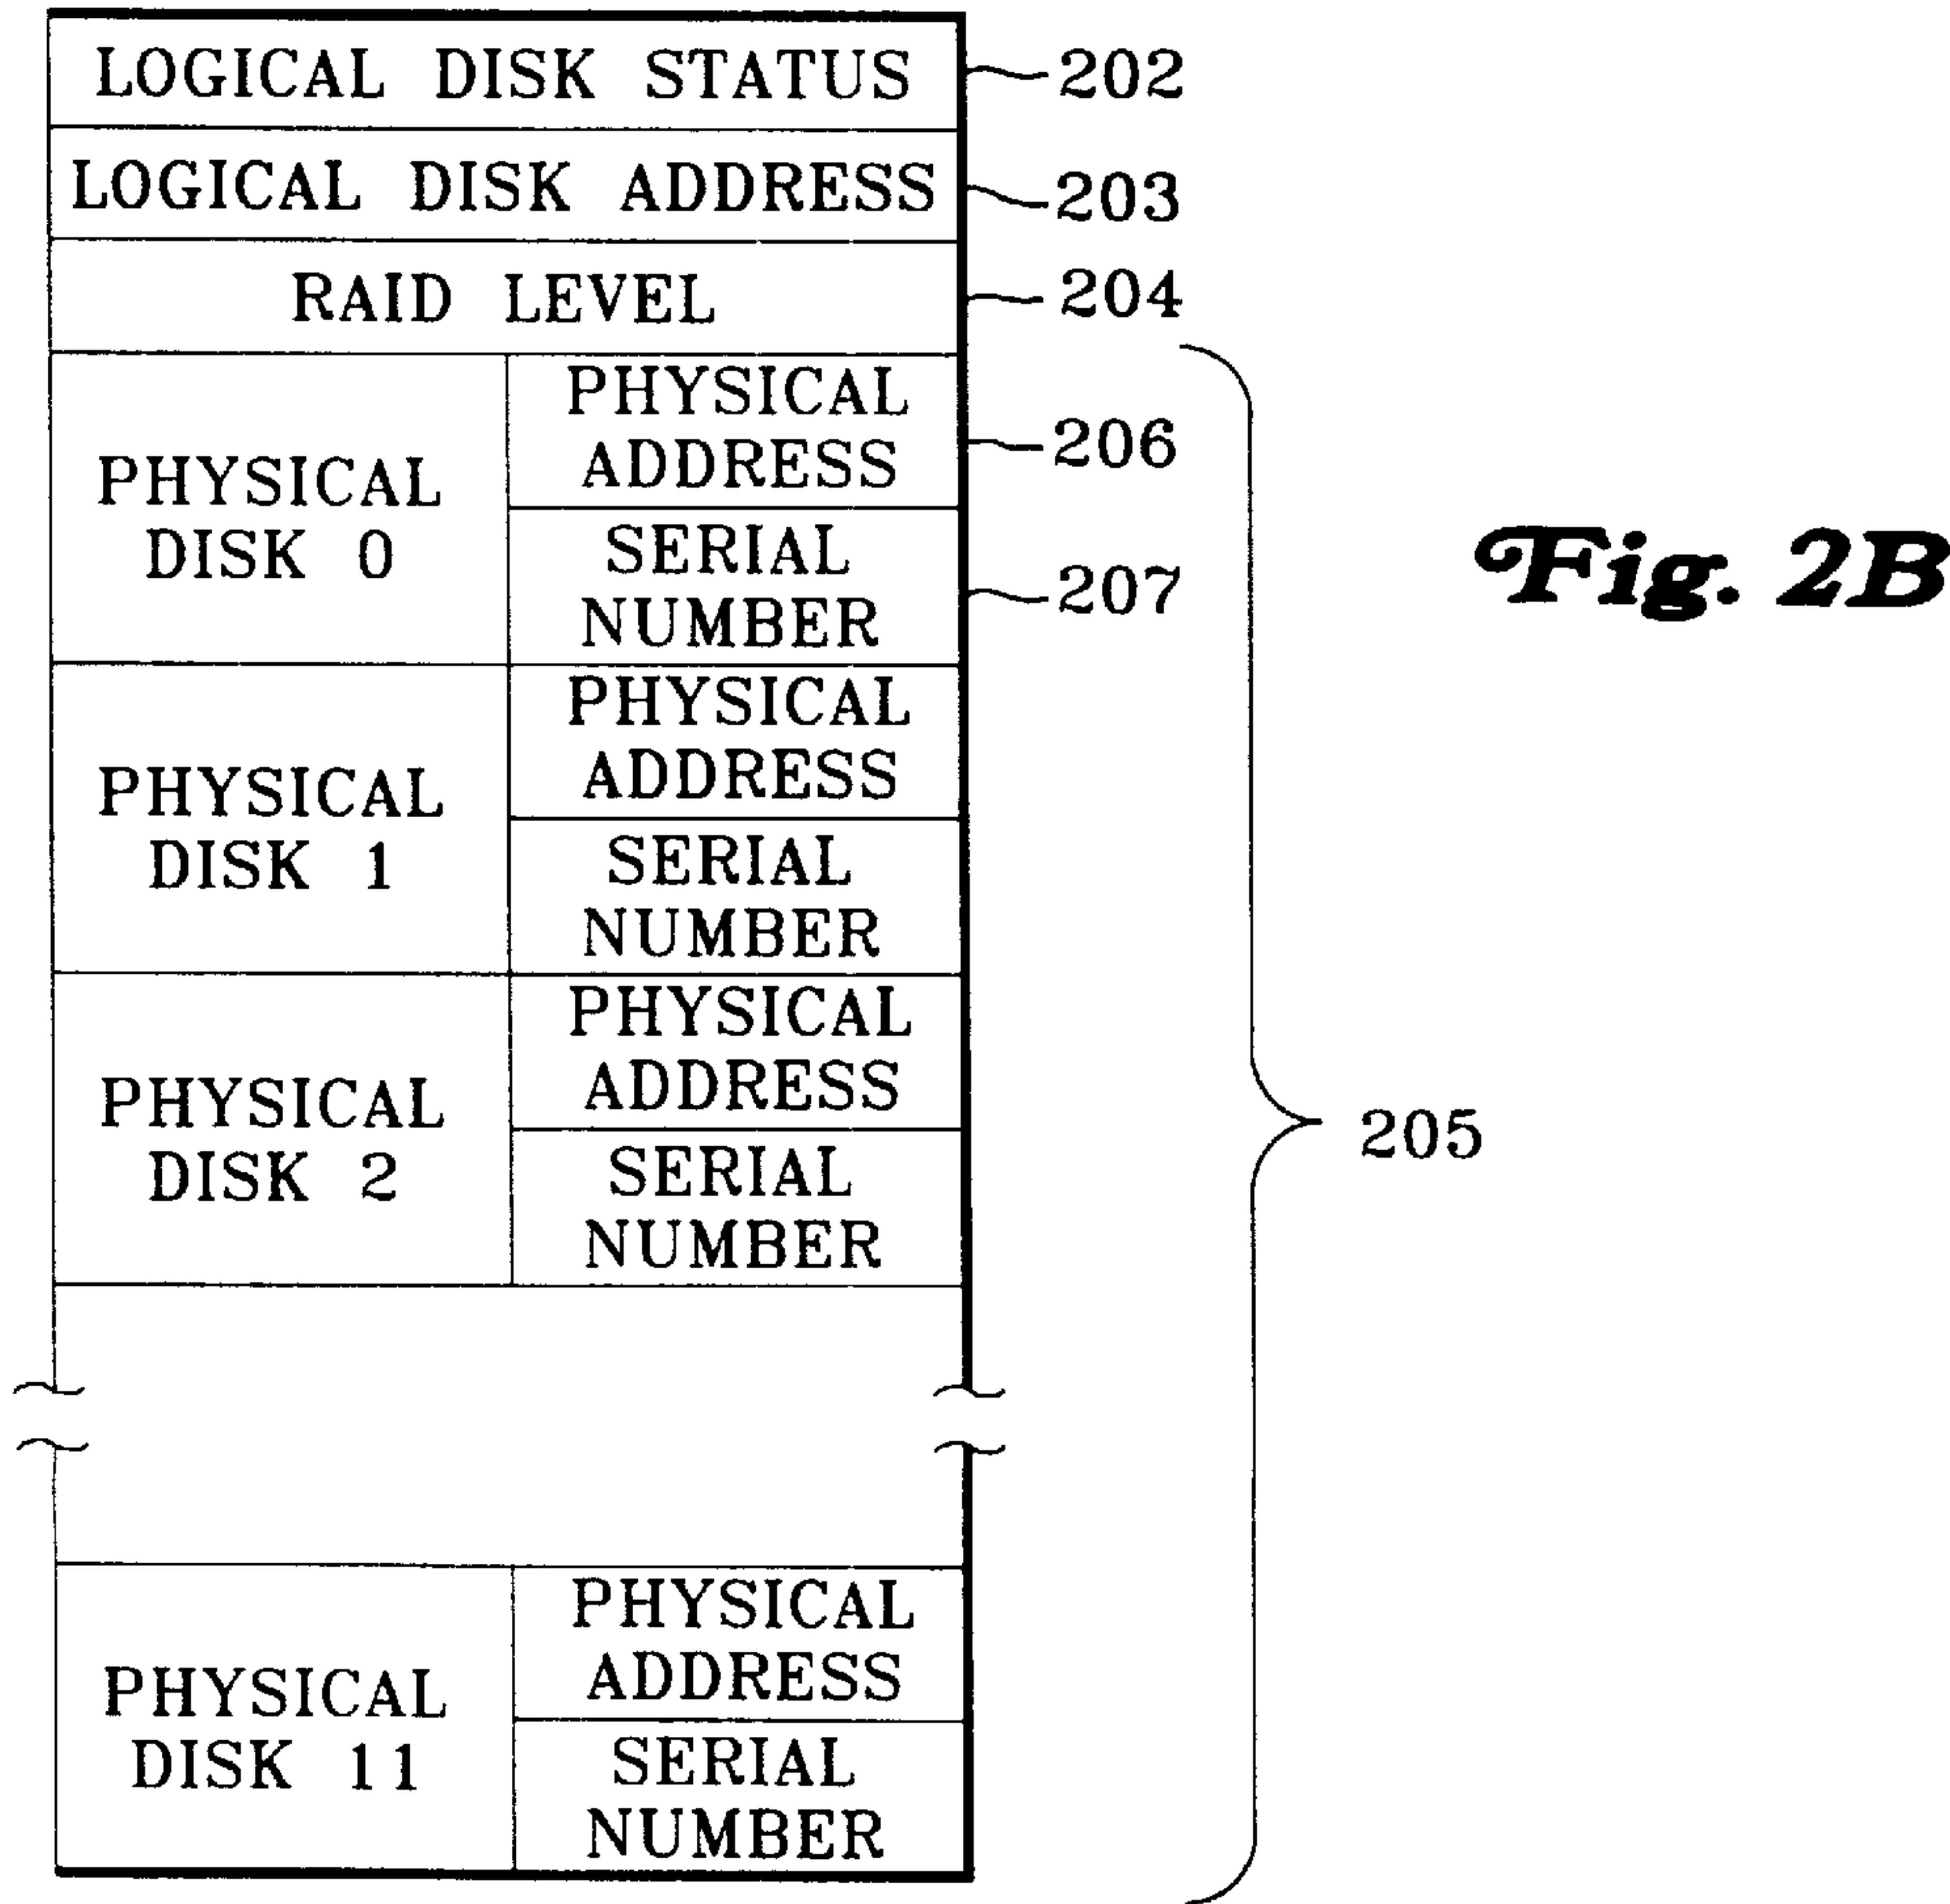 LOGICAL DISK STATUS
202
LOGICAL DISK ADDRESS
203
RAID LEVEL
204
PHYSICAL
DISK 0
PHYSICAL
ADDRESS
206
SERIAL
NUMBER
207
PHYSICAL
DISK 1
PHYSICAL
ADDRESS
SERIAL
NUMBER
PHYSICAL
DISK 2
PHYSICAL
ADDRESS
SERIAL
NUMBER
PHYSICAL
DISK 11
PHYSICAL
ADDRESS
SERIAL
NUMBER
205
Fig. 2B